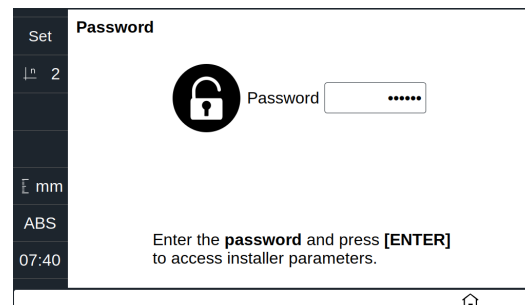 Set
Password
n 2
Password ••••••
mm
ABS
07:40
Enter the password and press [ENTER]
to access installer parameters.